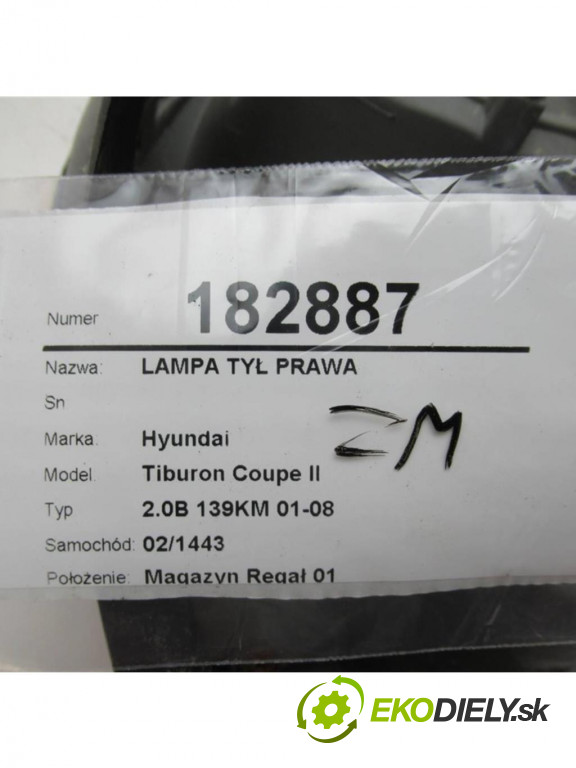 Numer 182887
Nazwa: LAMPA TYŁ PRAWA
Sn
Marka. Hyundai
ZM
Model. Tiburon Coupe II
Typ 2.0B 139KM 01-08
Samochód: 02/1443
Położenie: Magazyn Regał 01
EKODIELY.sk